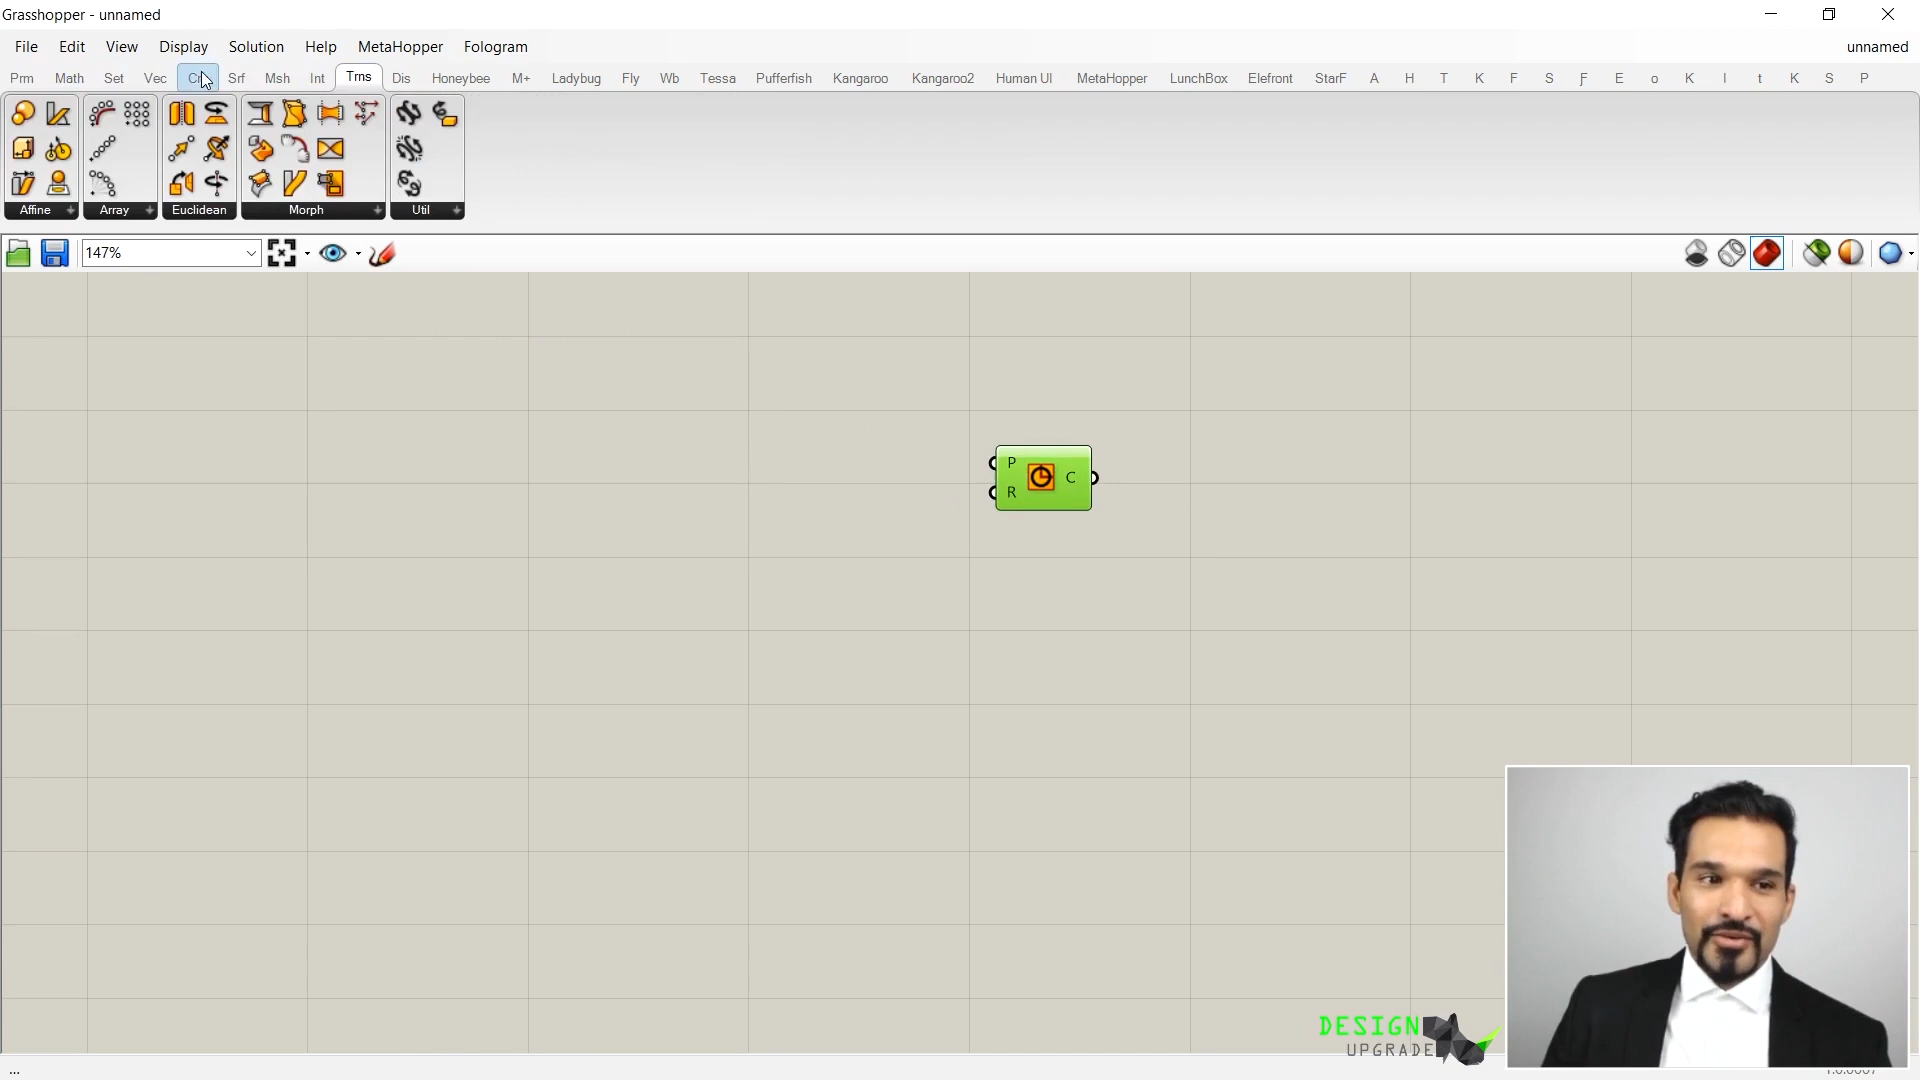 Grasshopper - unnamed
File Edit View Display Solution Help MetaHopper Fologram unnamed
Prm Math Set Vec Srf Msh Int Trns Dis Honeybee M+ Ladybug Fly Wb Tessa Pufferfish Kangaroo Kangaroo2 Human UI MetaHopper LunchBox Elefront StarF A H T K F S Ƒ E o K I t K S P
Affine Array Euclidean Morph Util
147%
P
C
R
DESIGN
UPGRADE
...